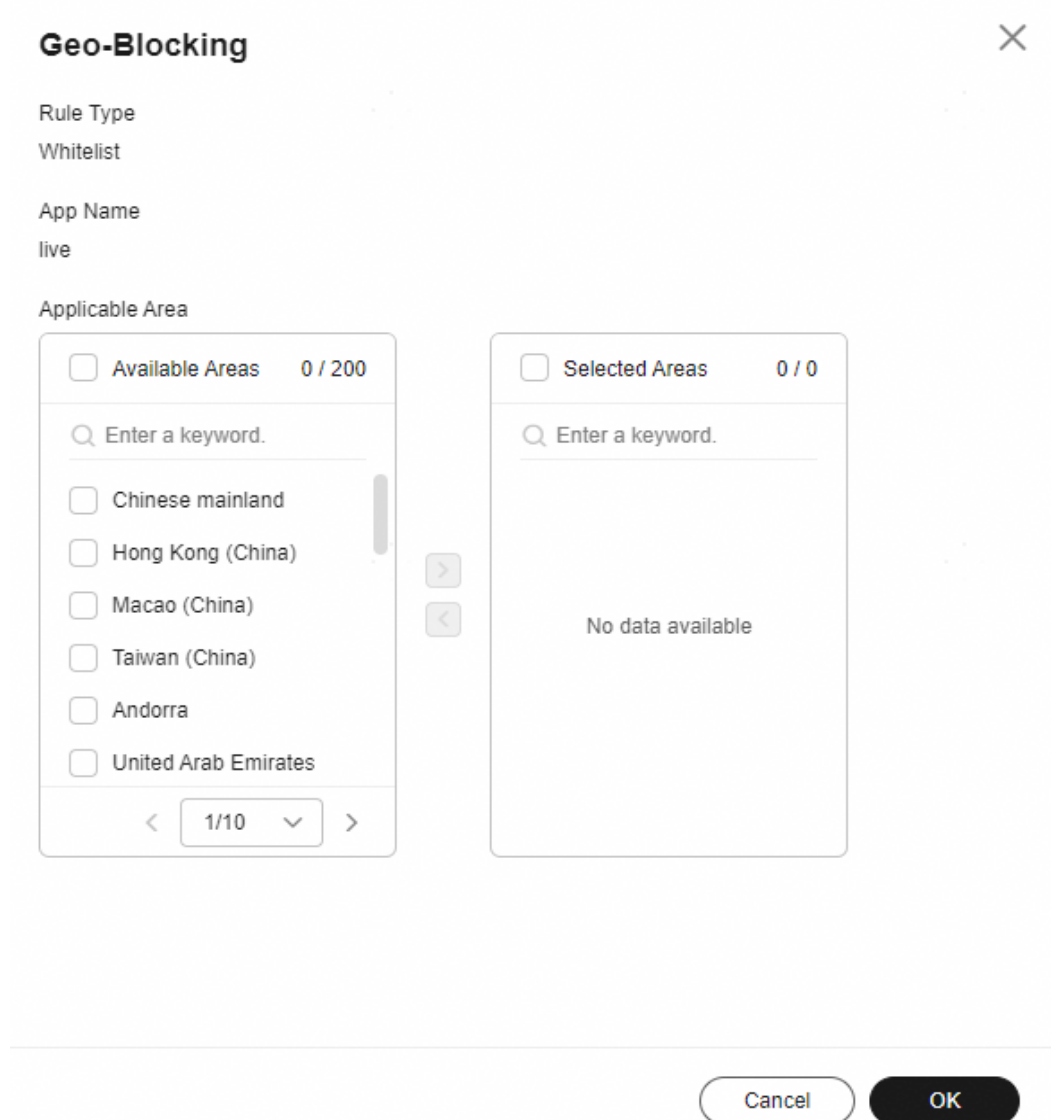 Geo-Blocking
Rule Type
Whitelist
App Name
live
Applicable Area
Available Areas 0 / 200
Enter a keyword.
Chinese mainland
Hong Kong (China)
Macao (China)
Taiwan (China)
Andorra
United Arab Emirates
1/10
Selected Areas 0 / 0
Enter a keyword.
No data available
Cancel OK